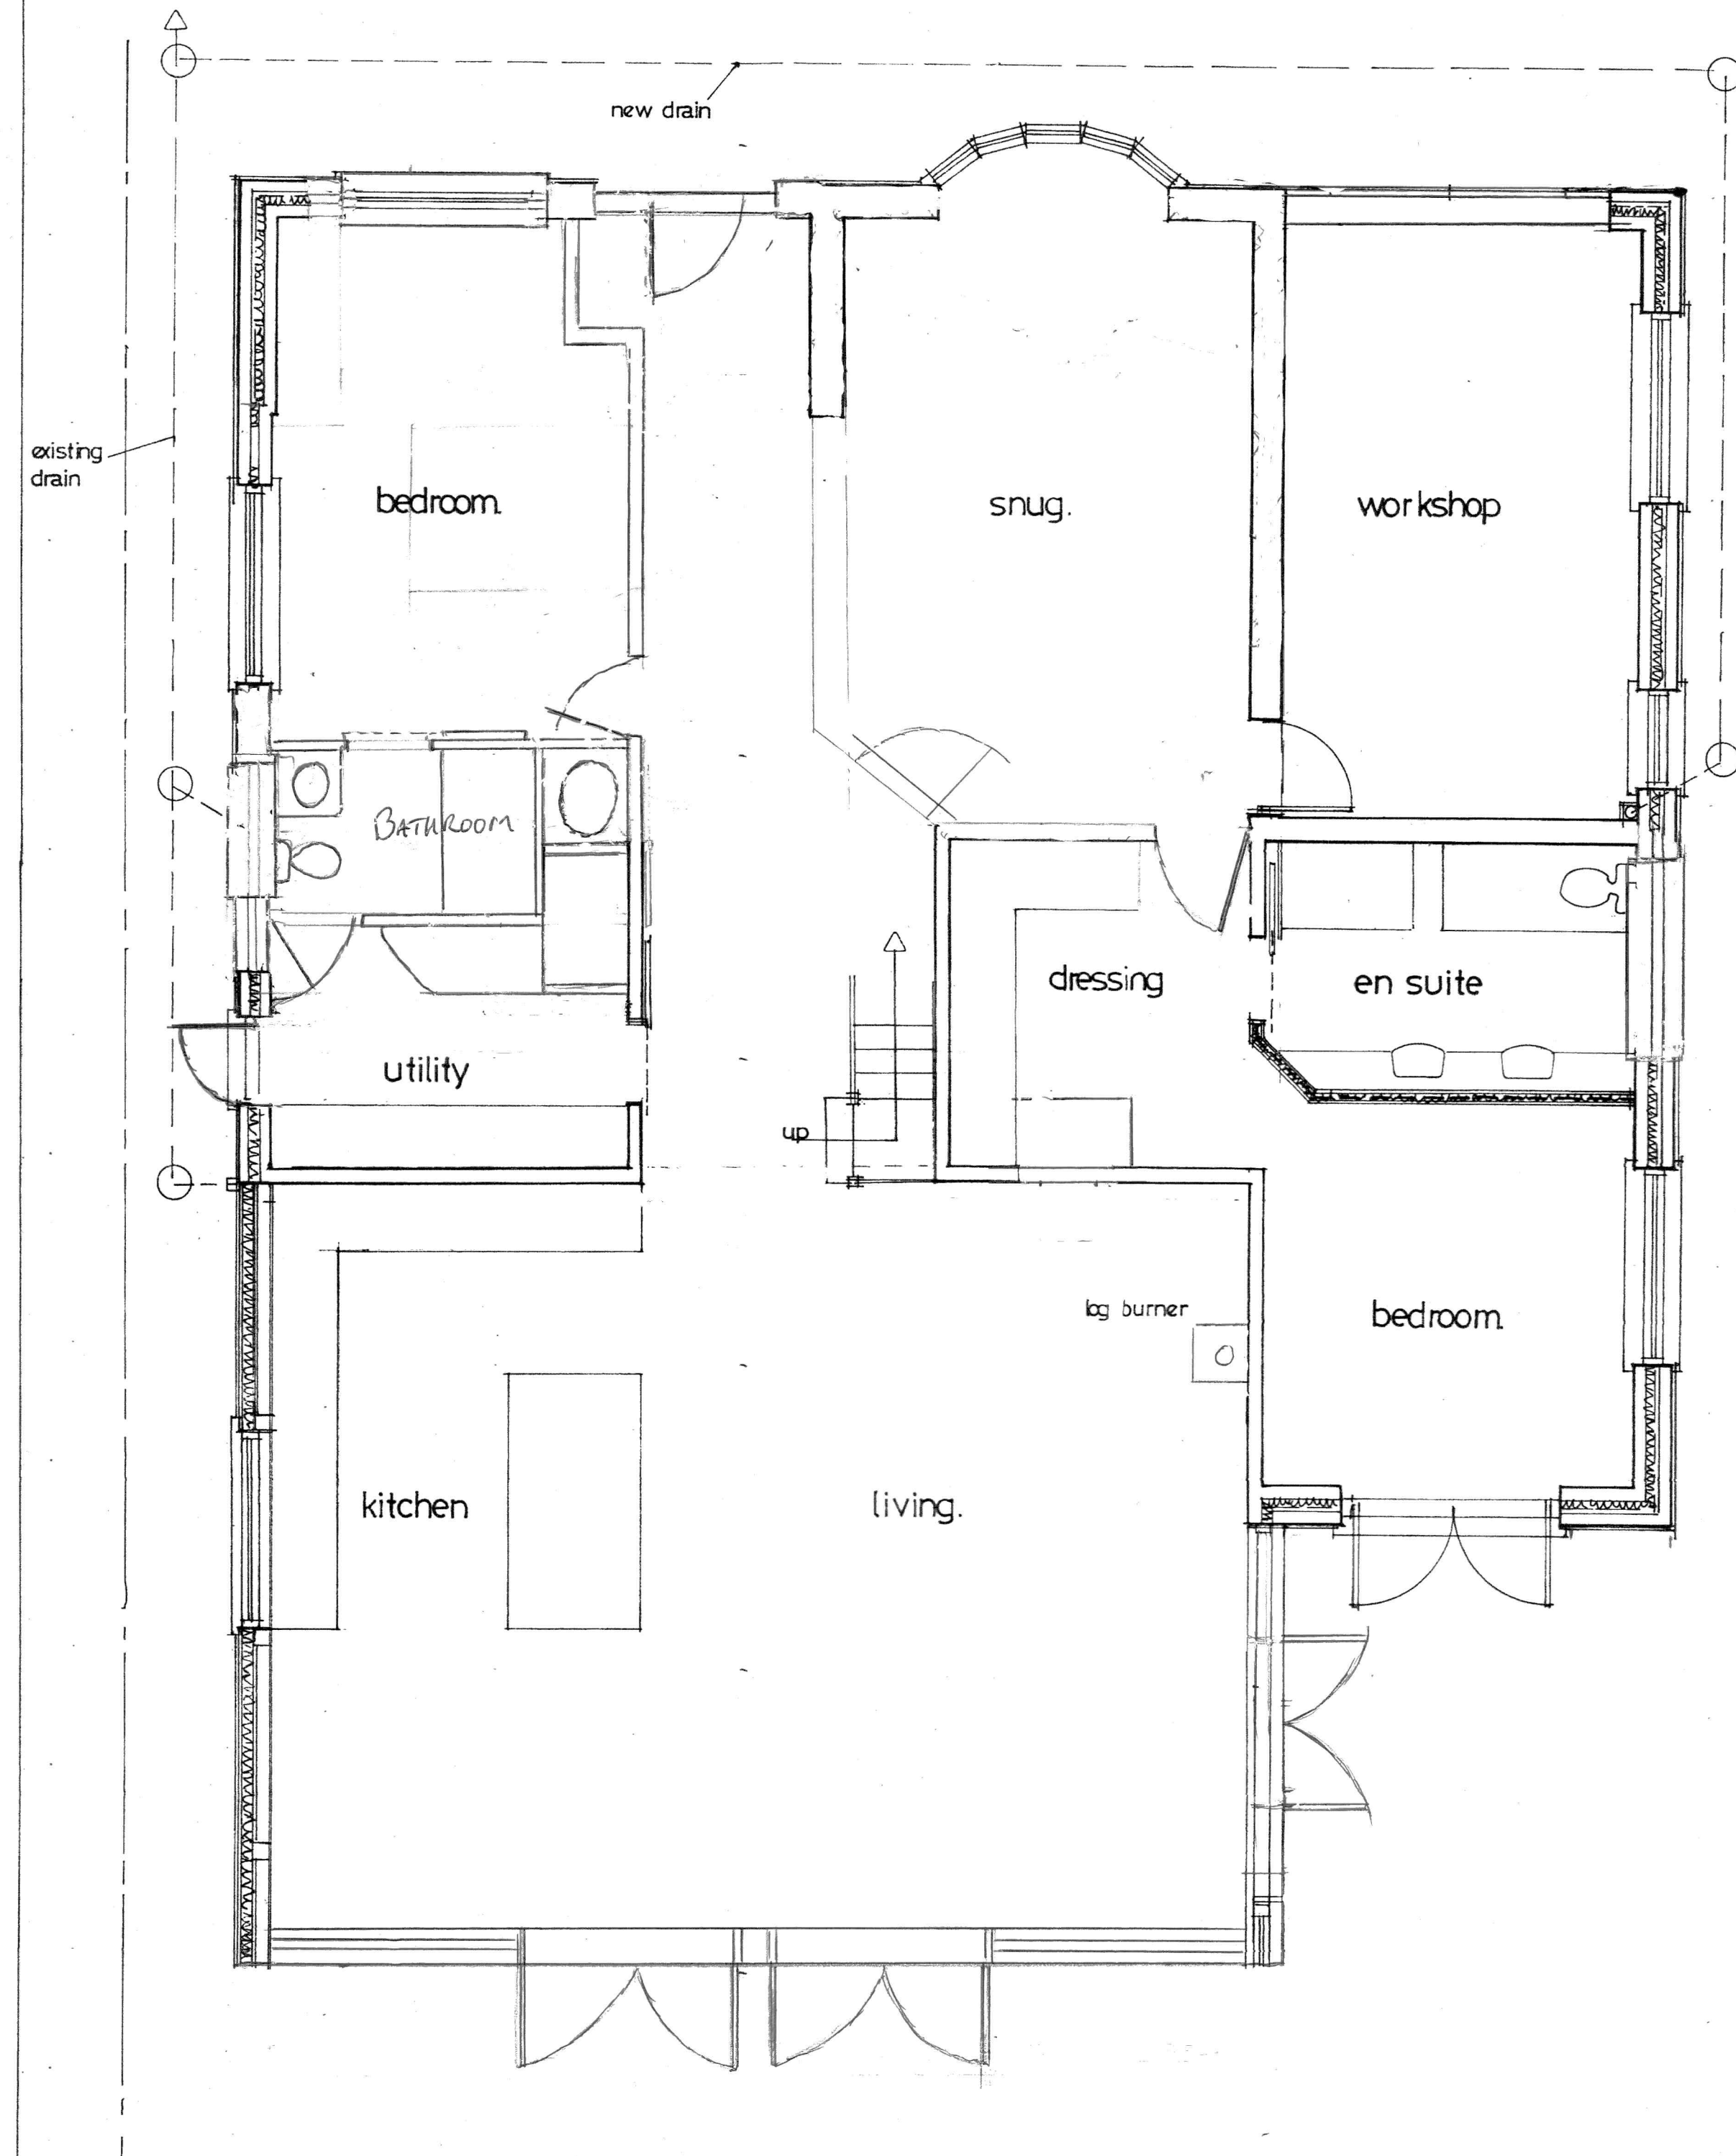 new drain
existing
drain
bedroom.
snug.
workshop
BATHROOM
dressing
en suite
utility
up
log burner
bedroom.
kitchen
living.